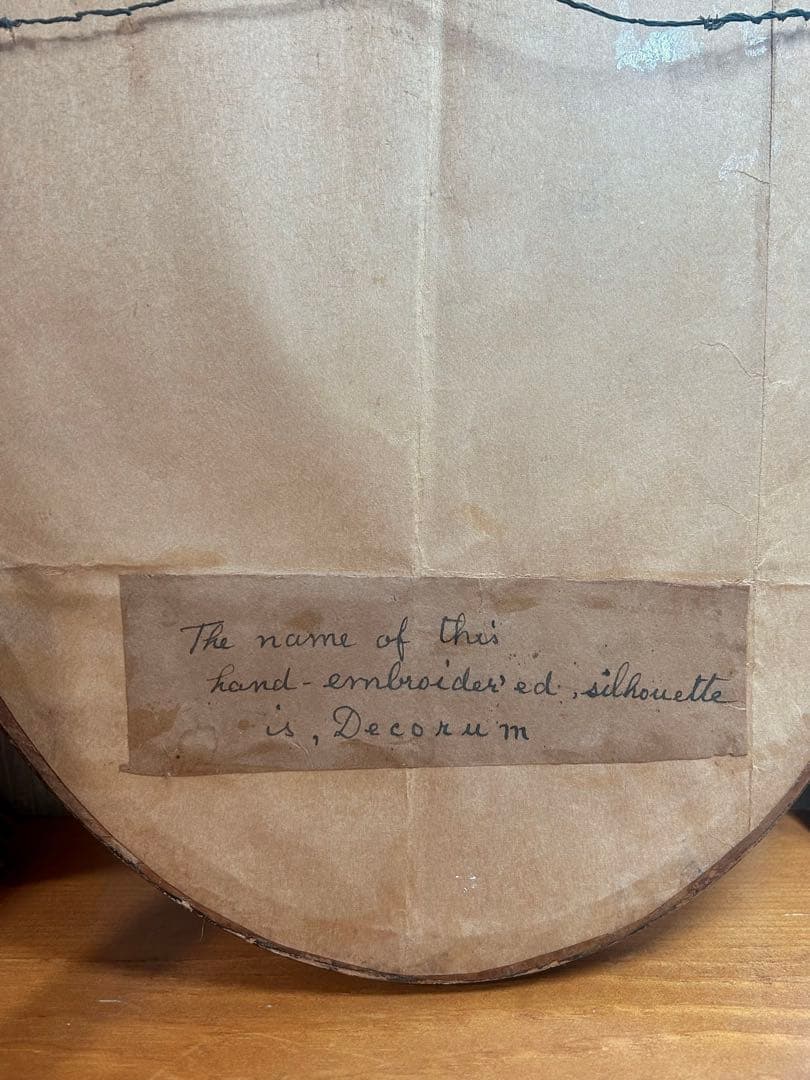 The name of this
hand-embroider'ed, silhouette
is, Decorum